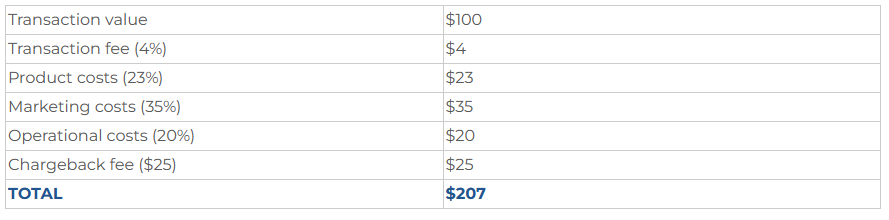 Transaction value $100
Transaction fee (4%) $4
Product costs (23%) $23
Marketing costs (35%) $35
Operational costs (20%) $20
Chargeback fee ($25) $25
TOTAL $207